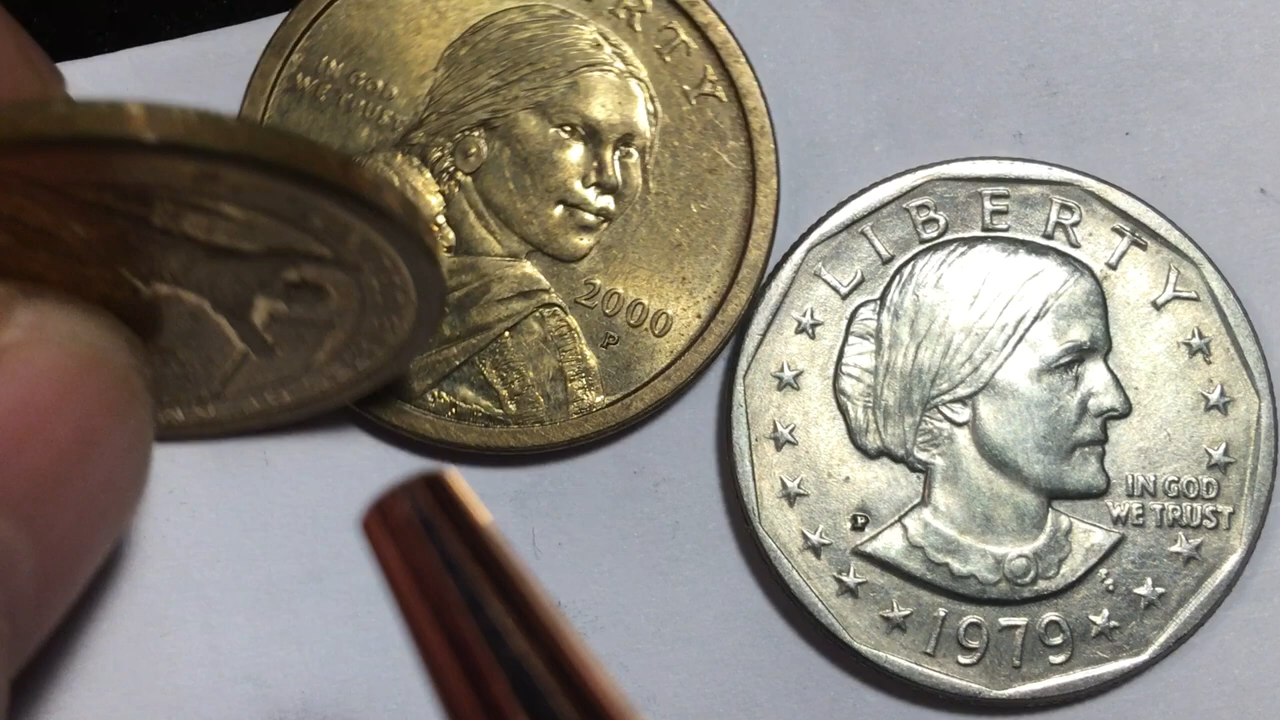 IN GOD
WE TRUST
2000
P
LIBERTY
IN GOD
WE TRUST
P
1979